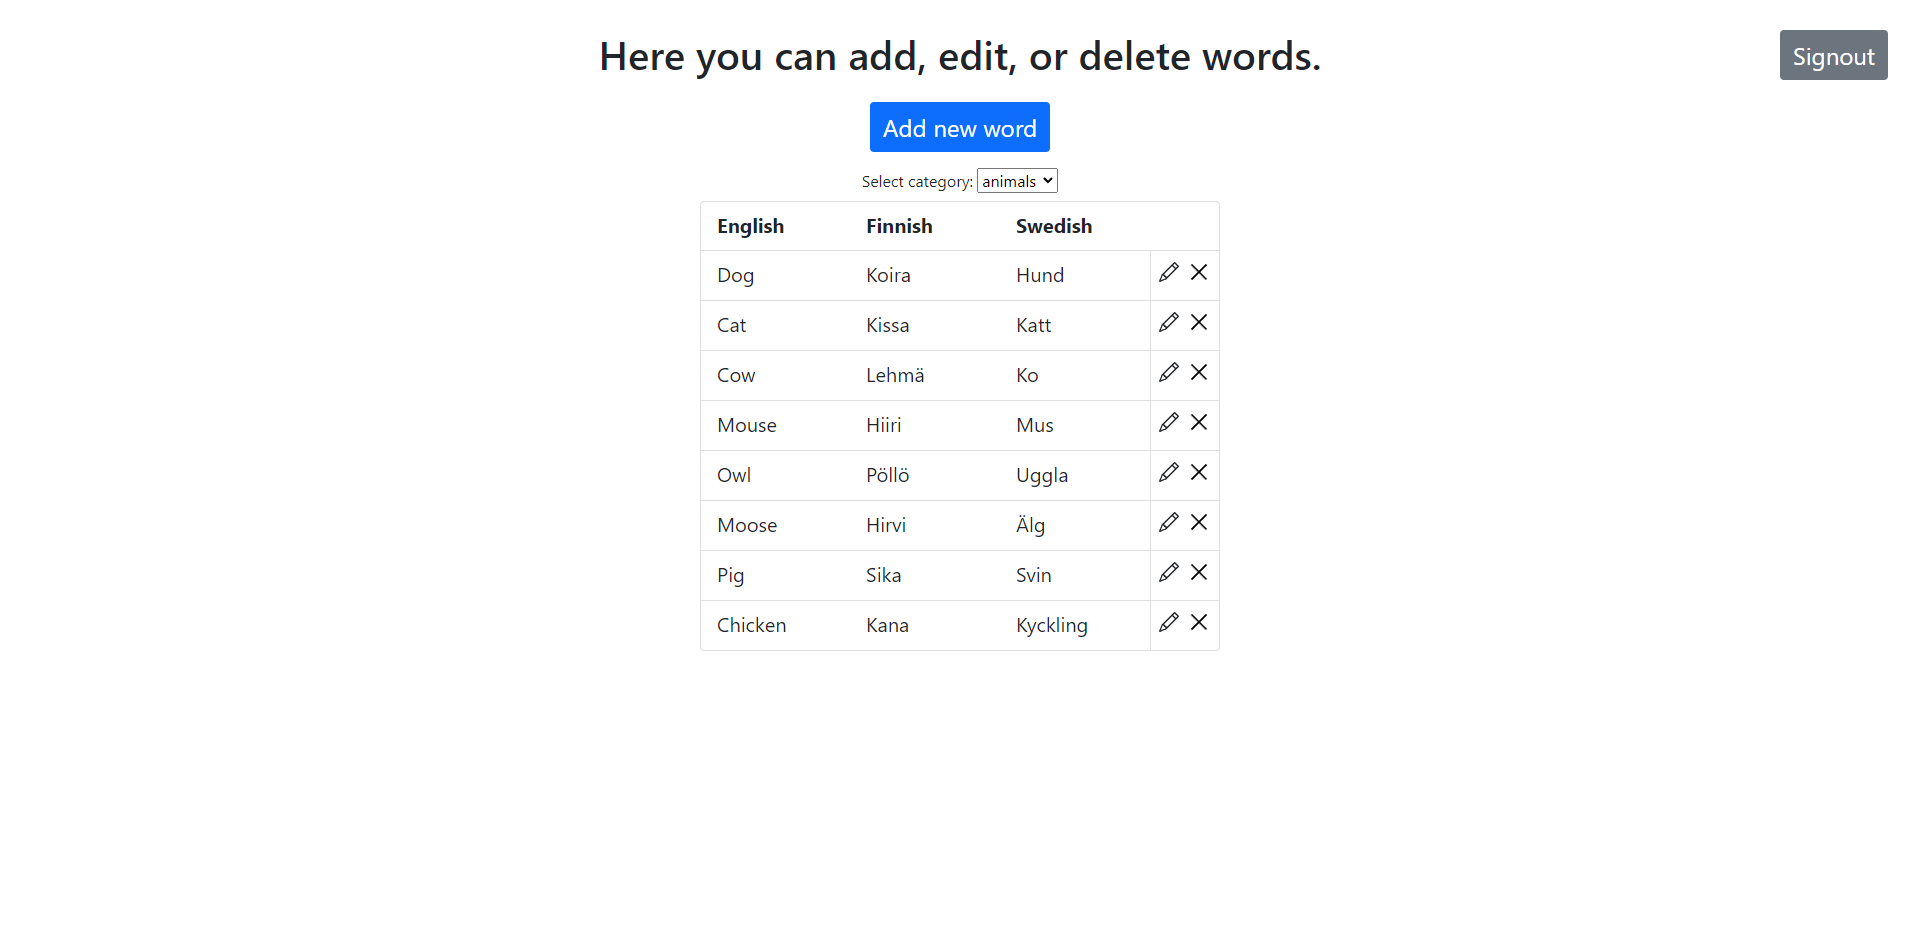 Here you can add, edit, or delete words.
Signout
Add new word
Select category: animals
English Finnish Swedish
Dog Koira Hund
Cat Kissa Katt
Cow Lehmä Ko
Mouse Hiiri Mus
Owl Pöllö Uggla
Moose Hirvi Älg
Pig Sika Svin
Chicken Kana Kyckling